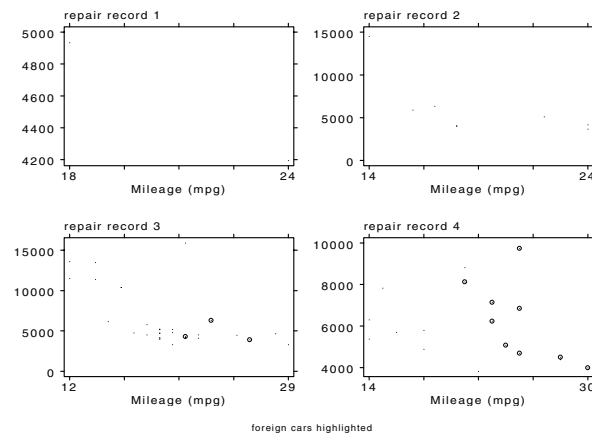 repair record 1
5000
4800
4600
4400
4200
18
24
Mileage (mpg)
repair record 2
15000
10000
5000
0
14
24
Mileage (mpg)
repair record 3
15000
10000
5000
0
12
29
Mileage (mpg)
repair record 4
10000
8000
6000
4000
14
30
Mileage (mpg)
foreign cars highlighted